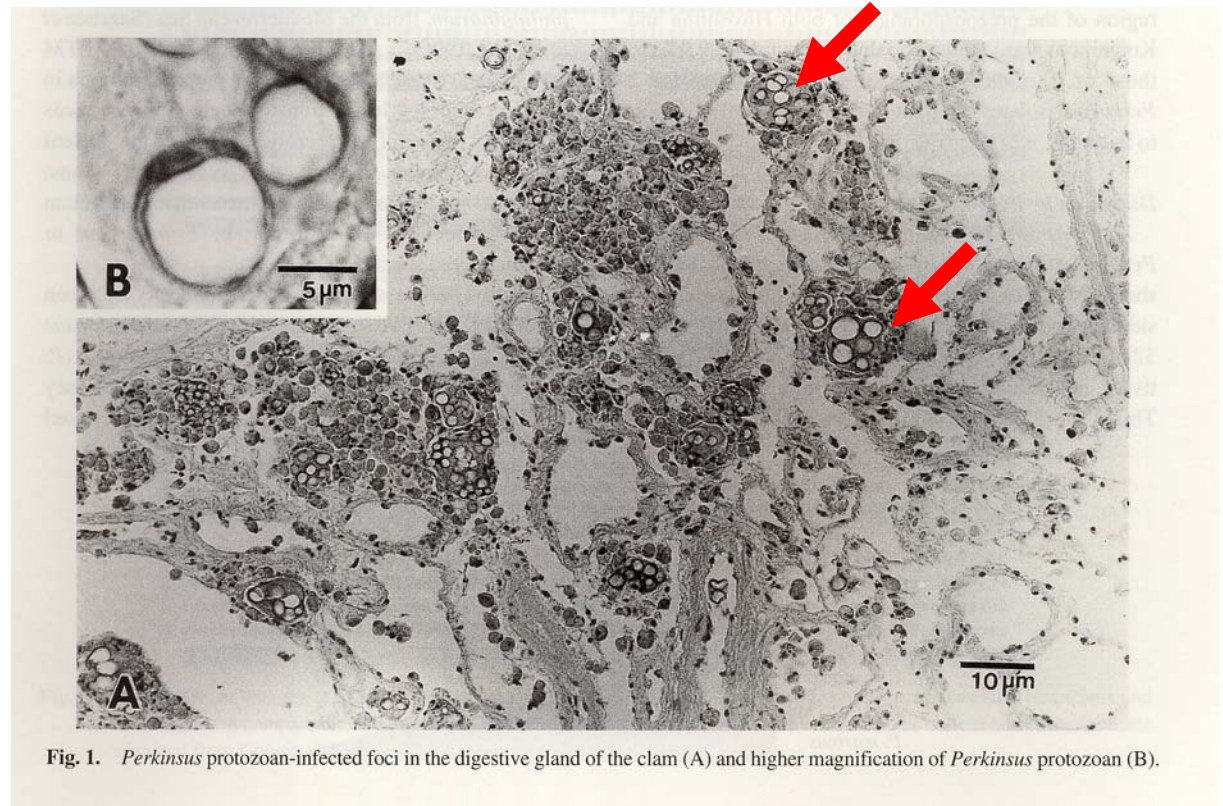 B
5 µm
A
10 µm
Fig. 1. Perkinsus protozoan-infected foci in the digestive gland of the clam (A) and higher magnification of Perkinsus protozoan (B).